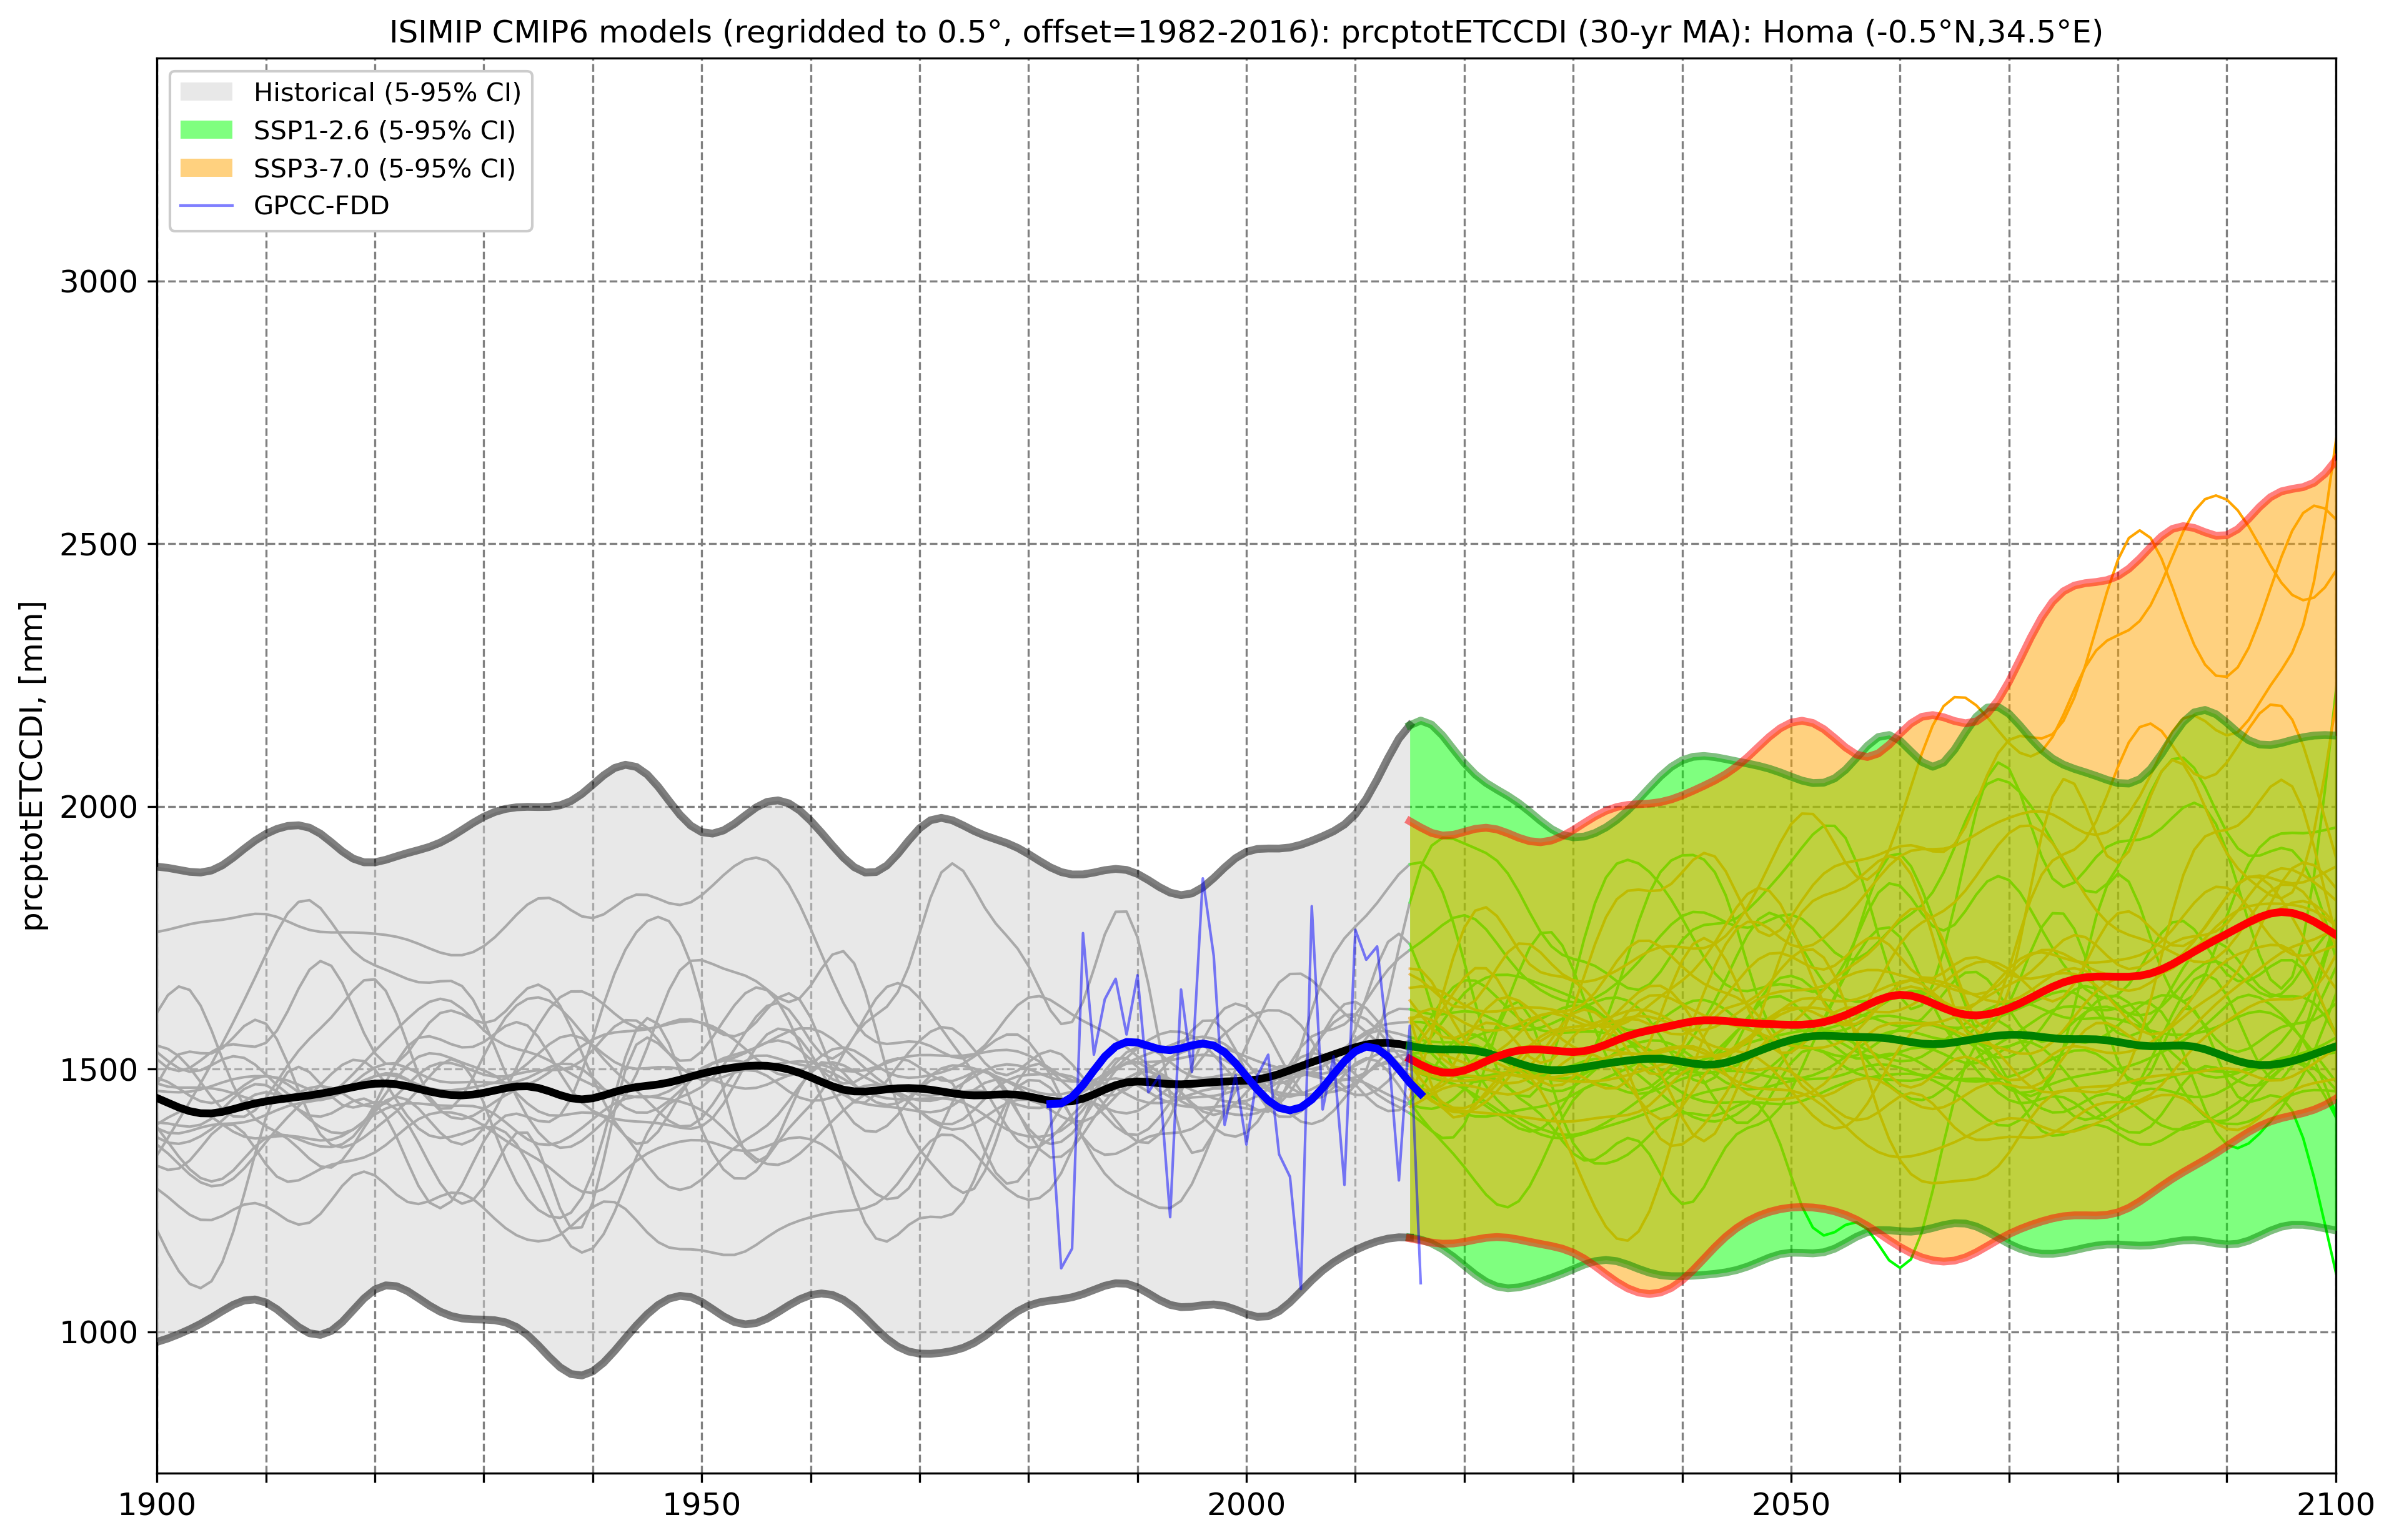 ISIMIP CMIP6 models (regridded to 0.5°, offset=1982-2016): prcptotETCCDI (30-yr MA): Homa (-0.5°N,34.5°E)
Historical (5-95% CI)
SSP1-2.6 (5-95% CI)
SSP3-7.0 (5-95% CI)
GPCC-FDD
prcptotETCCDI, [mm]
3000
2500
2000
1500
1000
1900
1950
2000
2050
2100